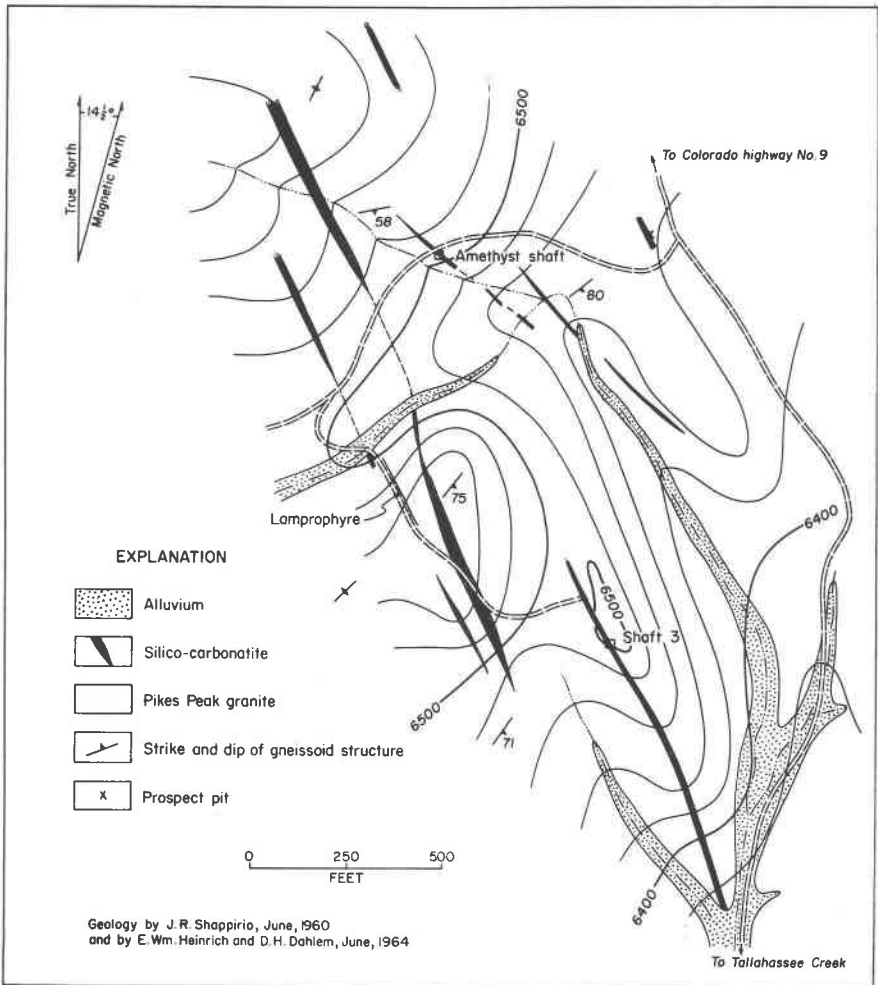 14½°
True North
Magnetic North
6500
To Colorado highway No. 9
58
Amethyst shaft
80
75
Lamprophyre
6400
EXPLANATION
Alluvium
Silico-carbonatite
Pikes Peak granite
Strike and dip of gneissoid structure
x
Prospect pit
6500
Shaft 3
6500
71
0 250 500
FEET
6400
Geology by J. R. Shappirio, June, 1960
and by E. Wm. Heinrich and D. H. Dahlem, June, 1964
To Tallahassee Creek